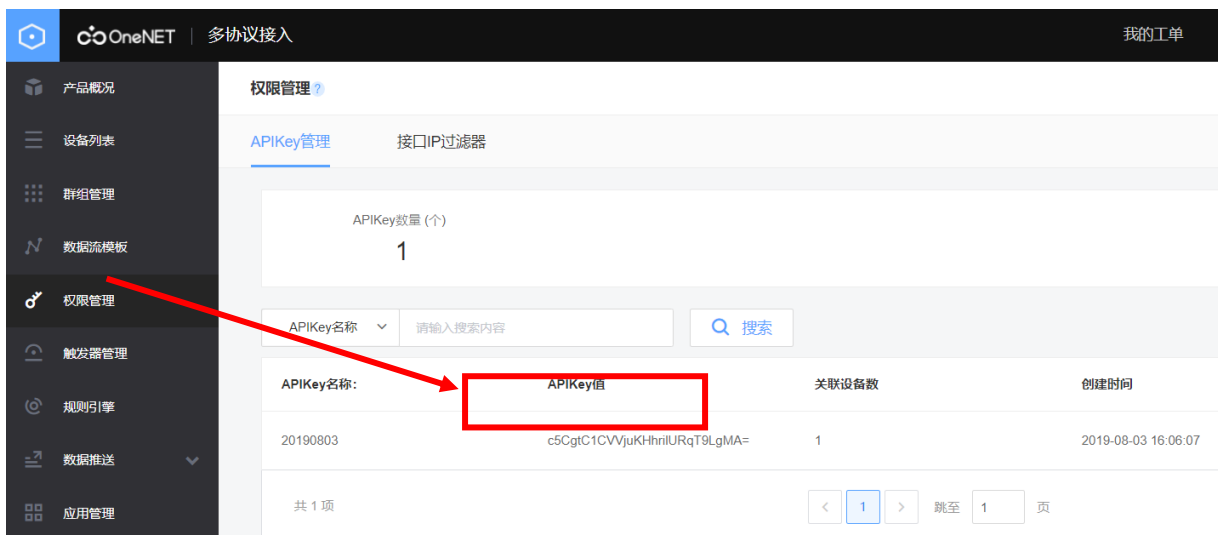 OneNET | 多协议接入
我的工单
产品概况
设备列表
群组管理
数据流模板
权限管理
触发器管理
规则引擎
数据推送
应用管理
权限管理 ?
APIKey管理
接口IP过滤器
APIKey数量 (个)
1
APIKey名称
请输入搜索内容
搜索
APIKey名称:
APIKey值
关联设备数
创建时间
20190803
c5CgtC1CVVjuKHhrilURqT9LgMA=
1
2019-08-03 16:06:07
共 1 项
< 1 > 跳至 1 页